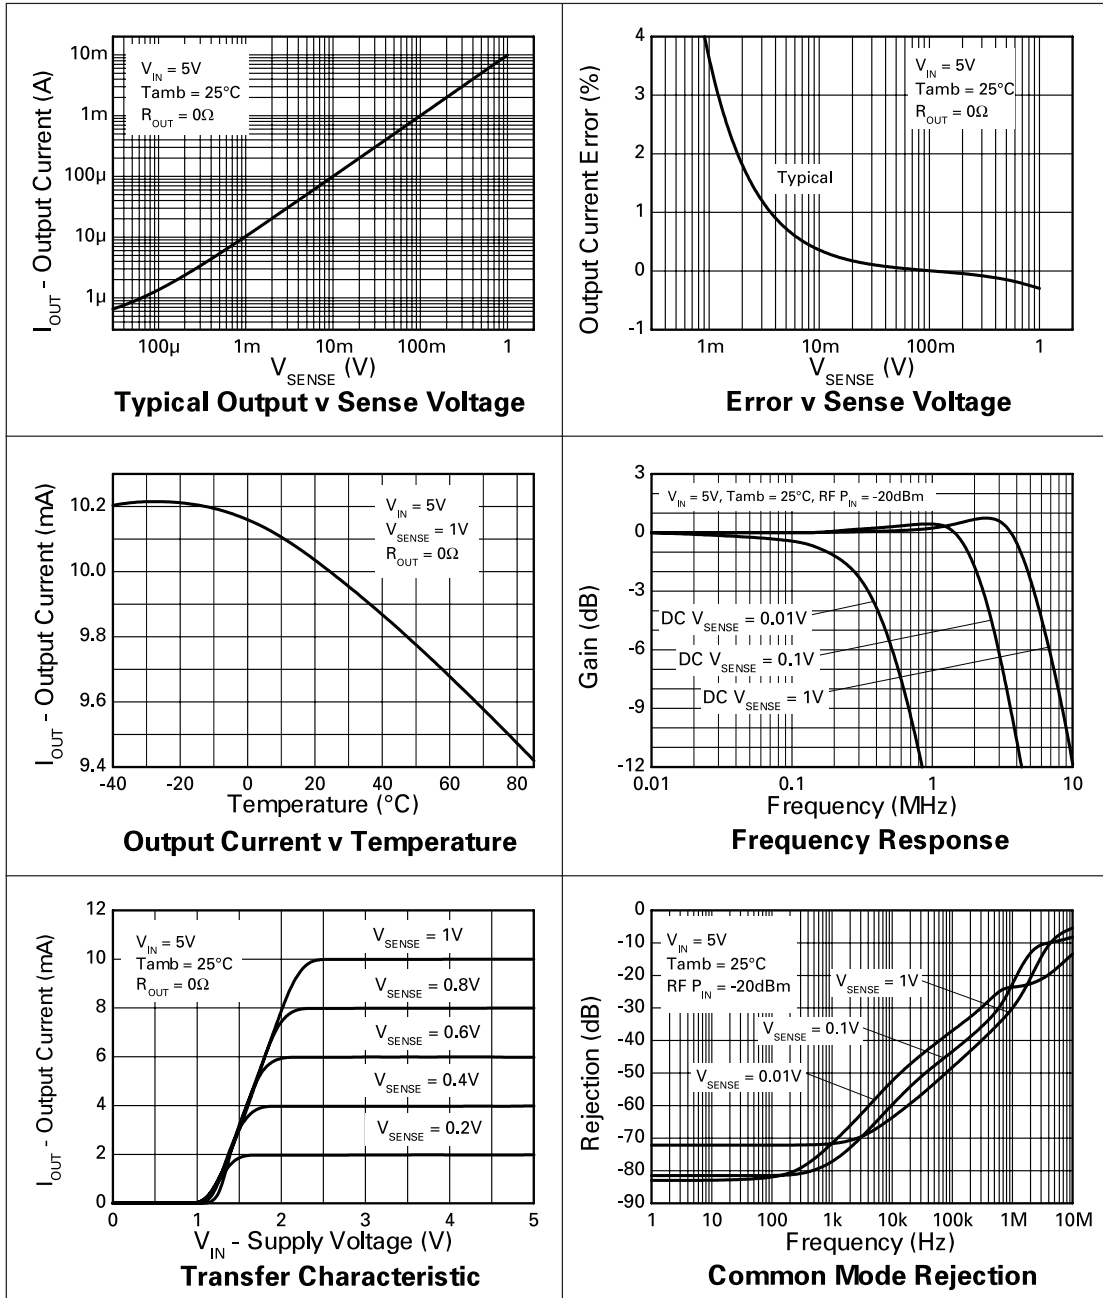 10m
1m
100µ
10µ
1µ
I_OUT - Output Current (A)
V_IN = 5V
Tamb = 25°C
R_OUT = 0Ω
100µ 1m 10m 100m 1
V_SENSE (V)
Typical Output v Sense Voltage
4
3
2
1
0
-1
Output Current Error (%)
V_IN = 5V
Tamb = 25°C
R_OUT = 0Ω
Typical
1m 10m 100m 1
V_SENSE (V)
Error v Sense Voltage
10.2
10.0
9.8
9.6
9.4
I_OUT - Output Current (mA)
V_IN = 5V
V_SENSE = 1V
R_OUT = 0Ω
-40 -20 0 20 40 60 80
Temperature (°C)
Output Current v Temperature
3
0
-3
-6
-9
-12
Gain (dB)
V_IN = 5V, Tamb = 25°C, RF P_IN = -20dBm
DC V_SENSE = 0.01V
DC V_SENSE = 0.1V
DC V_SENSE = 1V
0.01 0.1 1 10
Frequency (MHz)
Frequency Response
12
10
8
6
4
2
0
I_OUT - Output Current (mA)
V_IN = 5V
Tamb = 25°C
R_OUT = 0Ω
V_SENSE = 1V
V_SENSE = 0.8V
V_SENSE = 0.6V
V_SENSE = 0.4V
V_SENSE = 0.2V
0 1 2 3 4 5
V_IN - Supply Voltage (V)
Transfer Characteristic
0
-10
-20
-30
-40
-50
-60
-70
-80
-90
Rejection (dB)
V_IN = 5V
Tamb = 25°C
RF P_IN = -20dBm
V_SENSE = 1V
V_SENSE = 0.1V
V_SENSE = 0.01V
1 10 100 1k 10k 100k 1M 10M
Frequency (Hz)
Common Mode Rejection